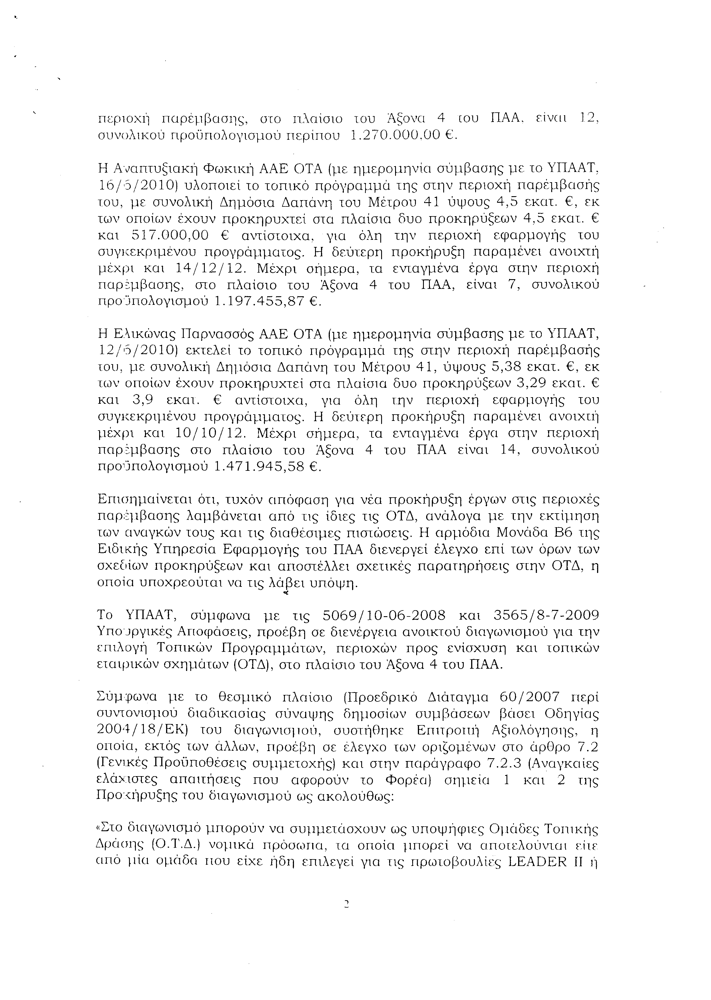 περιοχή παρέμβασης, στο πλαίσιο του Άξονα 4 του ΠΑΑ, είναι 12,
συνολικού προϋπολογισμού περίπου 1.270.000,00 €.
Η Αναπτυξιακή Φωκική ΑΑΕ ΟΤΑ (με ημερομηνία σύμβασης με το ΥΠΑΑΤ,
υλοποιεί το τοπικό πρόγραμμά της στην περιοχή παρέμβασής
του, με συνολική Δημόσια Δαπάνη του Μέτρου 41 ύψους 4,5 εκατ. €, εκ
των οποίων έχουν προκηρυχτεί στα πλαίσια δυο προκηρύξεων 4,5 εκατ. €
και 517.000,00 € αντίστοιχα, για όλη την περιοχή εφαρμογής του
συγκεκριμένου προγράμματος. Η δεύτερη προκήρυξη παραμένει ανοιχτή
μέχρι και 14/12/12. Μέχρι σήμερα, τα ενταγμένα έργα στην περιοχή
παρέμβασης, στο πλαίσιο του Άξονα 4 του ΠΑΑ, είναι 7, συνολικού
προϋπολογισμού 1.197.455,87 €.
Η Ελικώνας Παρνασσός ΑΑΕ ΟΤΑ (με ημερομηνία σύμβασης με το ΥΠΑΑΤ,
εκτελεί το τοπικό πρόγραμμά της στην περιοχή παρέμβασής
του, με συνολική Δημόσια Δαπάνη του Μέτρου 41, ύψους 5,38 εκατ. €, εκ
των οποίων έχουν προκηρυχτεί στα πλαίσια δυο προκηρύξεων 3,29 εκατ. €
και 3,9 εκατ. € αντίστοιχα, για όλη την περιοχή εφαρμογής του
συγκεκριμένου προγράμματος. Η δεύτερη προκήρυξη παραμένει ανοιχτή
μέχρι και 10/10/12. Μέχρι σήμερα, τα ενταγμένα έργα στην περιοχή
παρέμβασης στο πλαίσιο του Άξονα 4 του ΠΑΑ είναι 14, συνολικού
προϋπολογισμού 1.471.945,58 €.
Επισημαίνεται ότι, τυχόν απόφαση για νέα προκήρυξη έργων στις περιοχές
παρέμβασης λαμβάνεται από τις ίδιες τις ΟΤΔ, ανάλογα με την εκτίμηση
των αναγκών τους και τις διαθέσιμες πιστώσεις. Η αρμόδια Μονάδα Β6 της
Ειδικής Υπηρεσία Εφαρμογής του ΠΑΑ διενεργεί έλεγχο επί των όρων των
σχεδίων προκηρύξεων και αποστέλλει σχετικές παρατηρήσεις στην ΟΤΔ, η
οποία υποχρεούται να τις λάβει υπόψη.
Το ΥΠΑΑΤ, σύμφωνα με τις 5069/10-06-2008 και 3565/8-7-2009
Υπουργικές Αποφάσεις, προέβη σε διενέργεια ανοικτού διαγωνισμού για την
επιλογή Τοπικών Προγραμμάτων, περιοχών προς ενίσχυση και τοπικών
εταιρικών σχημάτων (ΟΤΔ), στο πλαίσιο του Άξονα 4 του ΠΑΑ.
Σύμφωνα με το θεσμικό πλαίσιο (Προεδρικό Διάταγμα 60/2007 περί
συντονισμού διαδικασίας σύναψης δημοσίων συμβάσεων βάσει Οδηγίας
2004/18/ΕΚ) του διαγωνισμού, συστήθηκε Επιτροπή Αξιολόγησης, η
οποία, εκτός των άλλων, προέβη σε έλεγχο των οριζομένων στο άρθρο 7.2
(Γενικές Προϋποθέσεις συμμετοχής) και στην παράγραφο 7.2.3 (Αναγκαίες
ελάχιστες απαιτήσεις που αφορούν το Φορέα) σημεία 1 και 2 της
Προκήρυξης του διαγωνισμού ως ακολούθως:
«Στο διαγωνισμό μπορούν να συμμετάσχουν ως υποψήφιες Ομάδες Τοπικής
Δράσης (Ο.Τ.Δ.) νομικά πρόσωπα, τα οποία μπορεί να αποτελούνται είτε
από μία ομάδα που είχε ήδη επιλεγεί για τις πρωτοβουλίες LEADER II ή
2